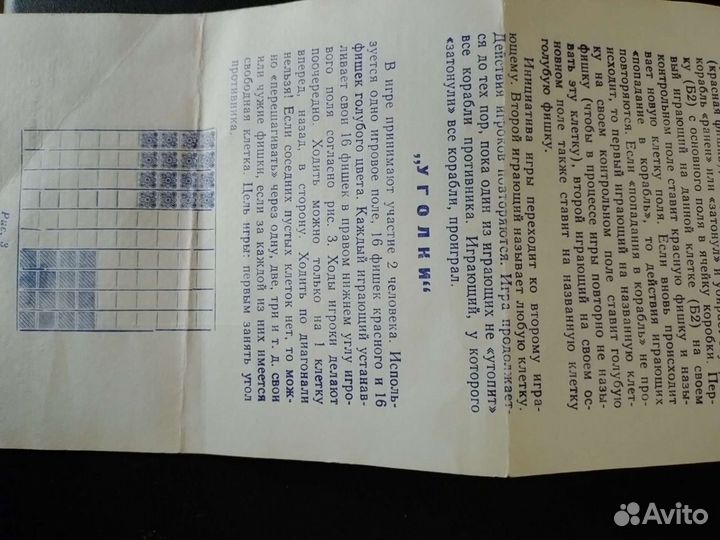 (красная
корабль «ранен» или «затонул» и
ку (Б2) с основного поля в ячейку коробки. Пер-
вый играющий на данной клетке (Б2) на своем
контрольном поле ставит красную фишку и назы-
вает новую клетку поля. Если вновь происходит
«попадание в корабль», то действия играющих
повторяются. Если «попадания в корабль» не про-
исходит, то первый играющий на названную клет-
ку на своем контрольном поле ставит голубую
фишку (чтобы в процессе игры повторно не назы-
вать эту клетку), второй играющий на своем ос-
новном поле также ставит на названную клетку
голубую фишку.
Инициатива игры переходит ко второму игра-
ющему. Второй играющий называет любую клетку.
Действия игроков повторяются. Игра продолжает-
ся до тех пор, пока один из играющих не «утопит»
все корабли противника. Играющий, у которого
«затонули» все корабли, проиграл.
„УГОЛКИ“
В игре принимают участие 2 человека. Исполь-
зуется одно игровое поле, 16 фишек красного и 16
фишек голубого цвета. Каждый играющий устанав-
ливает свои 16 фишек в правом нижнем углу игро-
вого поля согласно рис. 3. Ходы игроки делают
поочередно. Ходить можно только на 1 клетку
вперед, назад, в сторону. Ходить по диагонали
нельзя! Если соседних пустых клеток нет, то мож-
но «перешагивать» через одну, две, три и т. д. свои
или чужие фишки, если за каждой из них имеется
свободная клетка. Цель игры: первым занять угол
противника.
Рис. 3
Avito